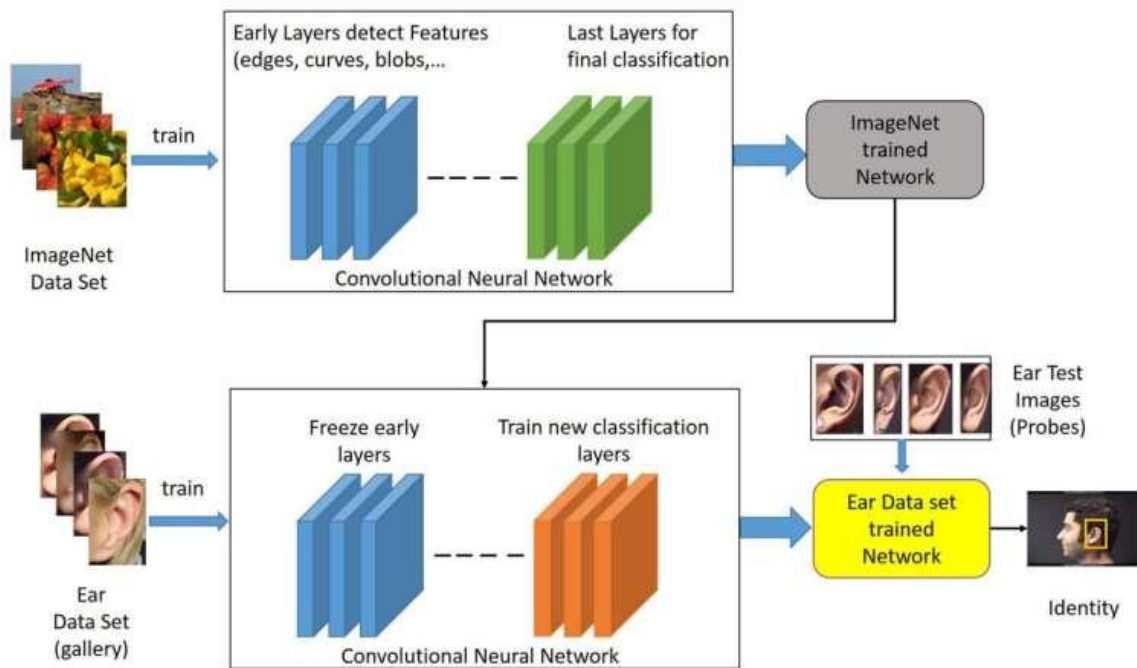 Early Layers detect Features
(edges, curves, blobs,...
Last Layers for
final classification
train
ImageNet
Data Set
Convolutional Neural Network
ImageNet
trained
Network
Freeze early
layers
Train new classification
layers
train
Ear
Data Set
(gallery)
Convolutional Neural Network
Ear Test
Images
(Probes)
Ear Data set
trained
Network
Identity